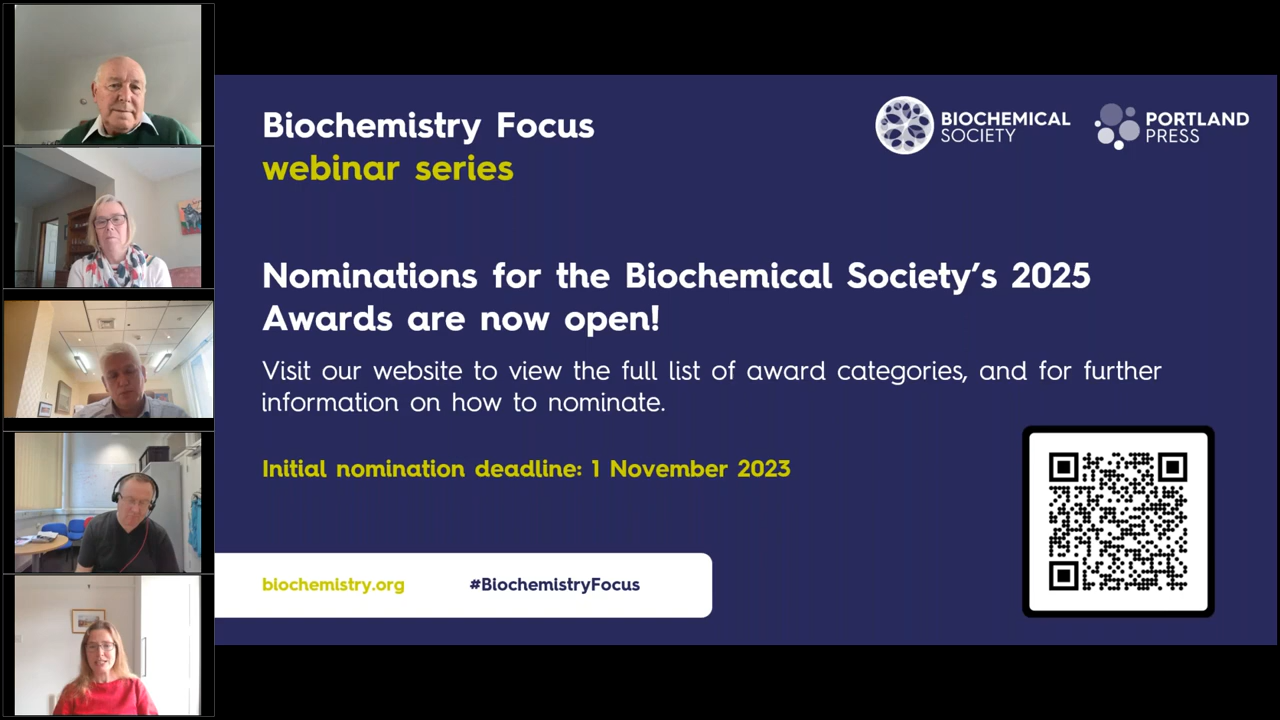 Biochemistry Focus
webinar series
BIOCHEMICAL
SOCIETY
PORTLAND
PRESS
Nominations for the Biochemical Society’s 2025
Awards are now open!
Visit our website to view the full list of award categories, and for further
information on how to nominate.
Initial nomination deadline: 1 November 2023
biochemistry.org
#BiochemistryFocus